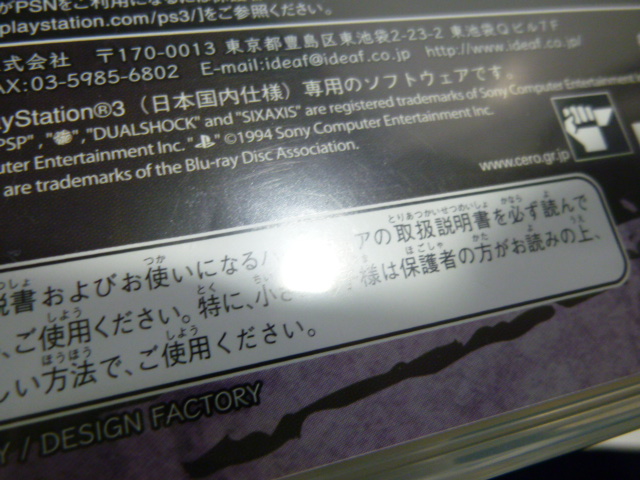 がPSNをご利用になるには
playstation.com/ps3/]をご参照ください。
式会社 〒170-0013 東京都豊島区東池袋2-23-2 東池袋Qビル7F
AX:03-5985-6802 E-mail:ideaf@ideaf.co.jp http://www.ideaf.co.jp/
ayStation®3（日本国内仕様）専用のソフトウェアです。
PSP", "DUALSHOCK" and "SIXAXIS" are registered trademarks of Sony Computer Entertainment
uter Entertainment Inc. ©1994 Sony Computer Entertainment Inc.
are trademarks of the Blu-ray Disc Association.
www.cero.gr.jp
説書およびお使いになるハ アの取扱説明書を必ず読んで
、ご使用ください。特に、小さ 様は保護者の方がお読みの上、
しい方法で、ご使用ください。
Y / DESIGN FACTORY